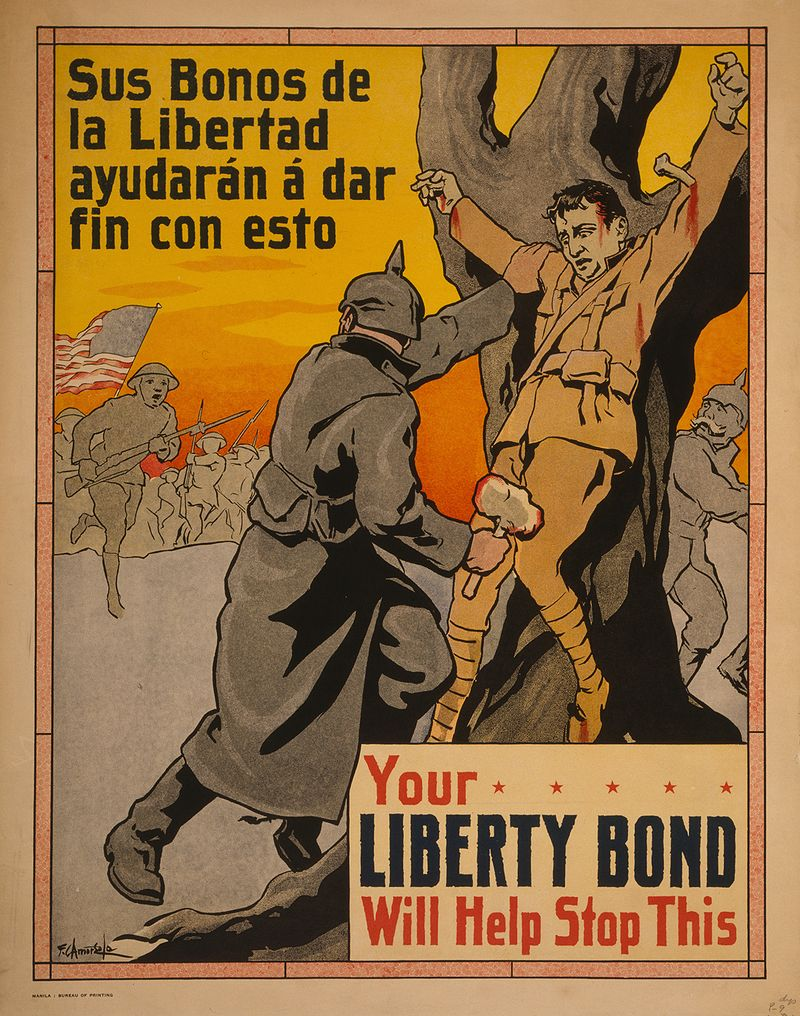 Sus Bonos de
la Libertad
ayudarán á dar
fin con esto
Your
LIBERTY BOND
Will Help Stop This
MANILA : BUREAU OF PRINTING